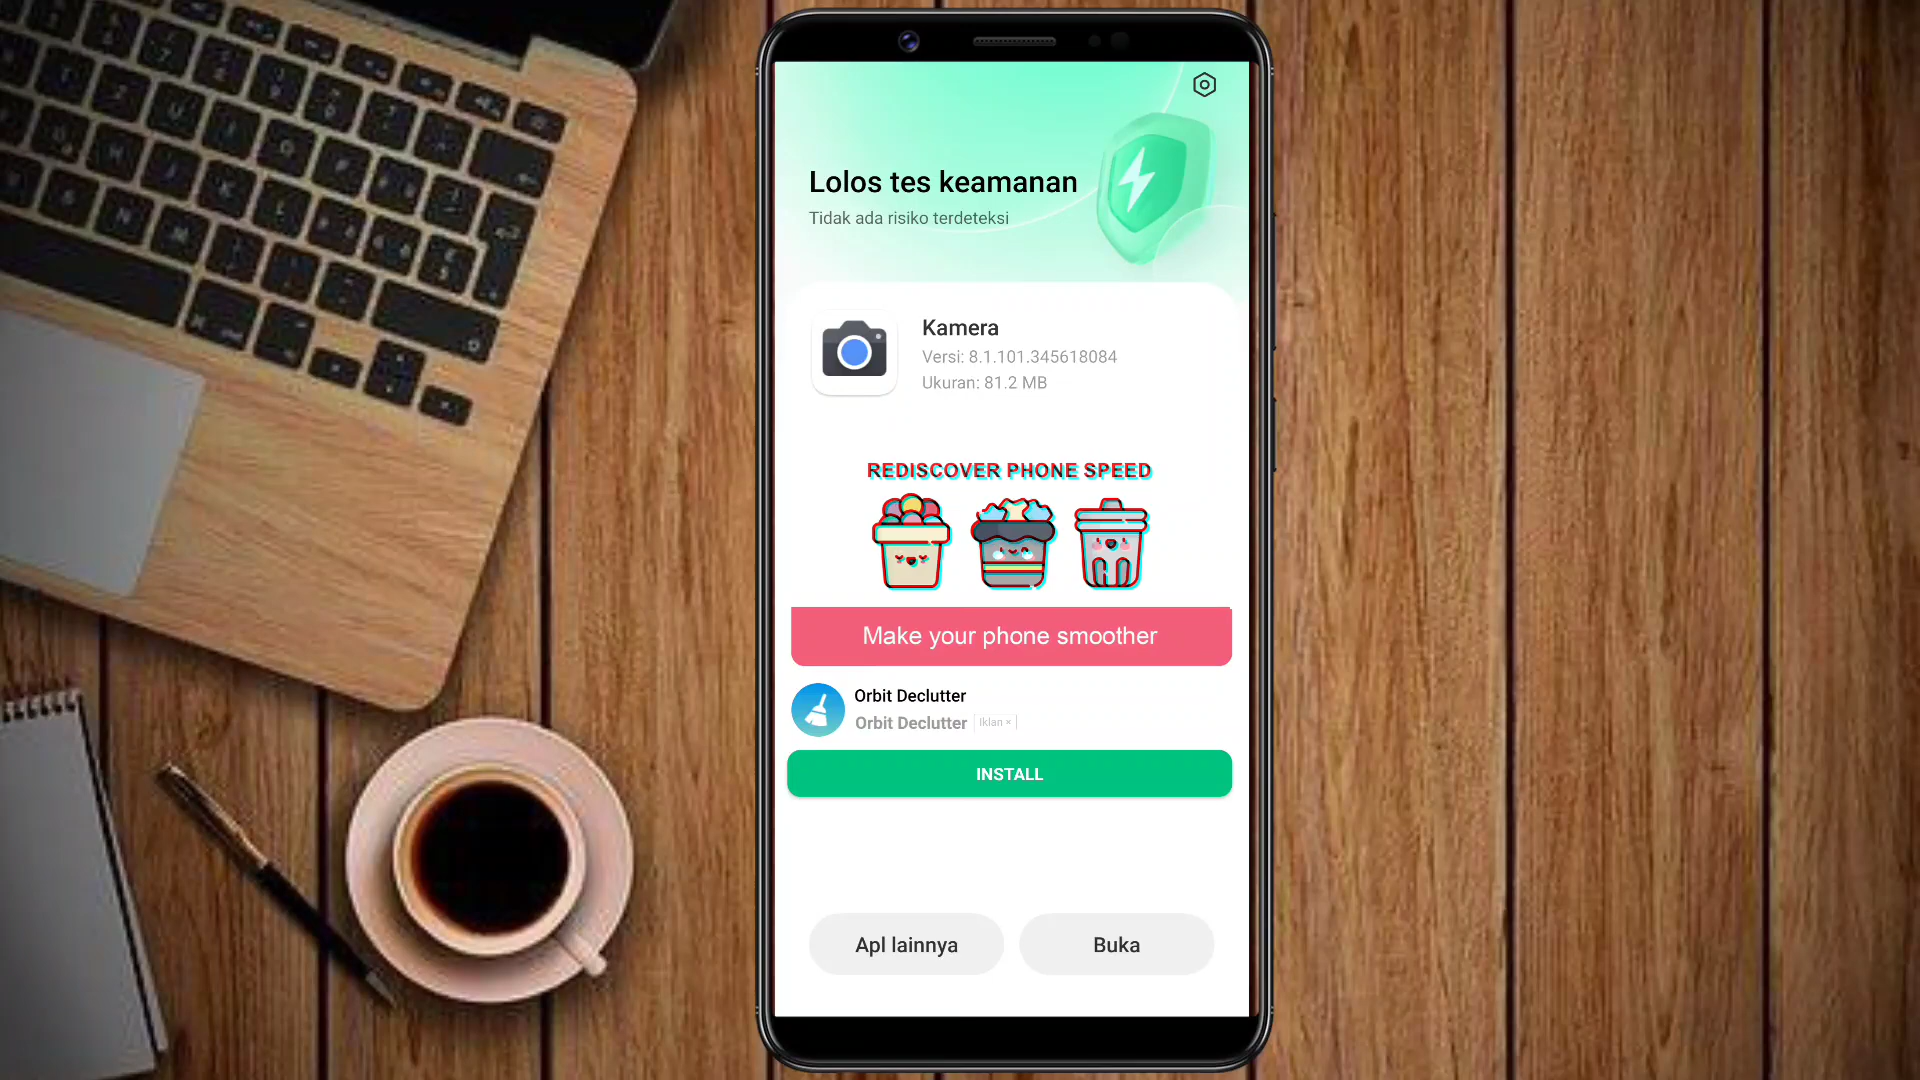 Lolos tes keamanan
Tidak ada risiko terdeteksi
Kamera
Versi: 8.1.101.345618084
Ukuran: 81.2 MB
REDISCOVER PHONE SPEED
Make your phone smoother
Orbit Declutter
Orbit Declutter Iklan ×
INSTALL
Apl lainnya
Buka